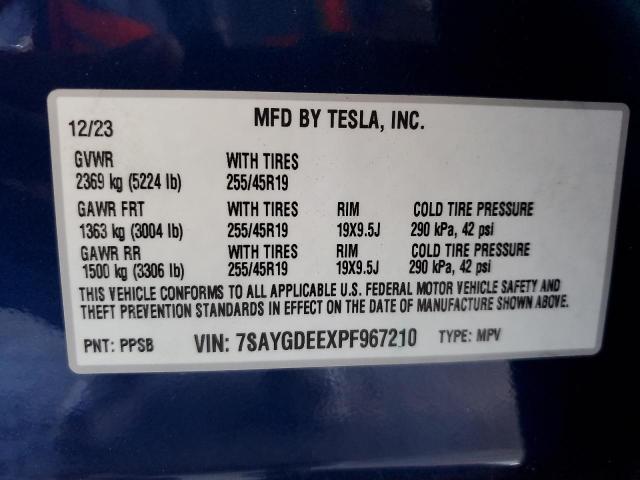 12/23 MFD BY TESLA, INC.
GVWR WITH TIRES
2369 kg (5224 lb) 255/45R19
GAWR FRT WITH TIRES RIM COLD TIRE PRESSURE
1363 kg (3004 lb) 255/45R19 19X9.5J 290 kPa, 42 psi
GAWR RR WITH TIRES RIM COLD TIRE PRESSURE
1500 kg (3306 lb) 255/45R19 19X9.5J 290 kPa, 42 psi
THIS VEHICLE CONFORMS TO ALL APPLICABLE U.S. FEDERAL MOTOR VEHICLE SAFETY AND
THEFT PREVENTION STANDARDS IN EFFECT ON THE DATE OF MANUFACTURE SHOWN ABOVE.
PNT: PPSB VIN: 7SAYGDEEXPF967210 TYPE: MPV